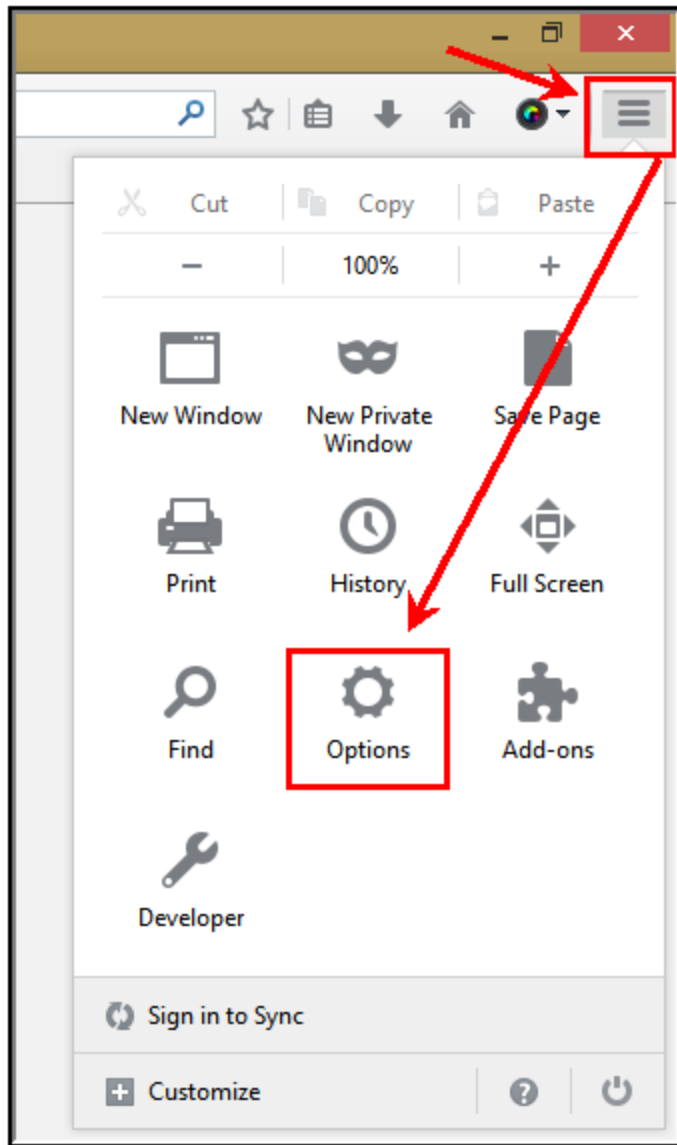 Cut Copy Paste
100%
New Window New Private Window Save Page
Print History Full Screen
Find Options Add-ons
Developer
Sign in to Sync
Customize